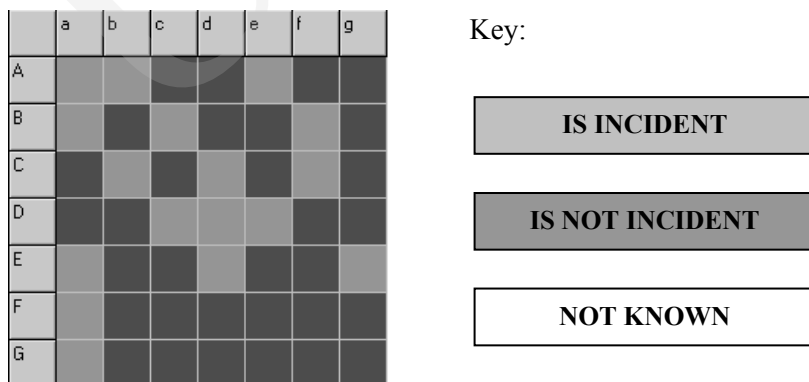 a b c d e f g
Key:
A
B
IS INCIDENT
C
D
IS NOT INCIDENT
E
F
NOT KNOWN
G